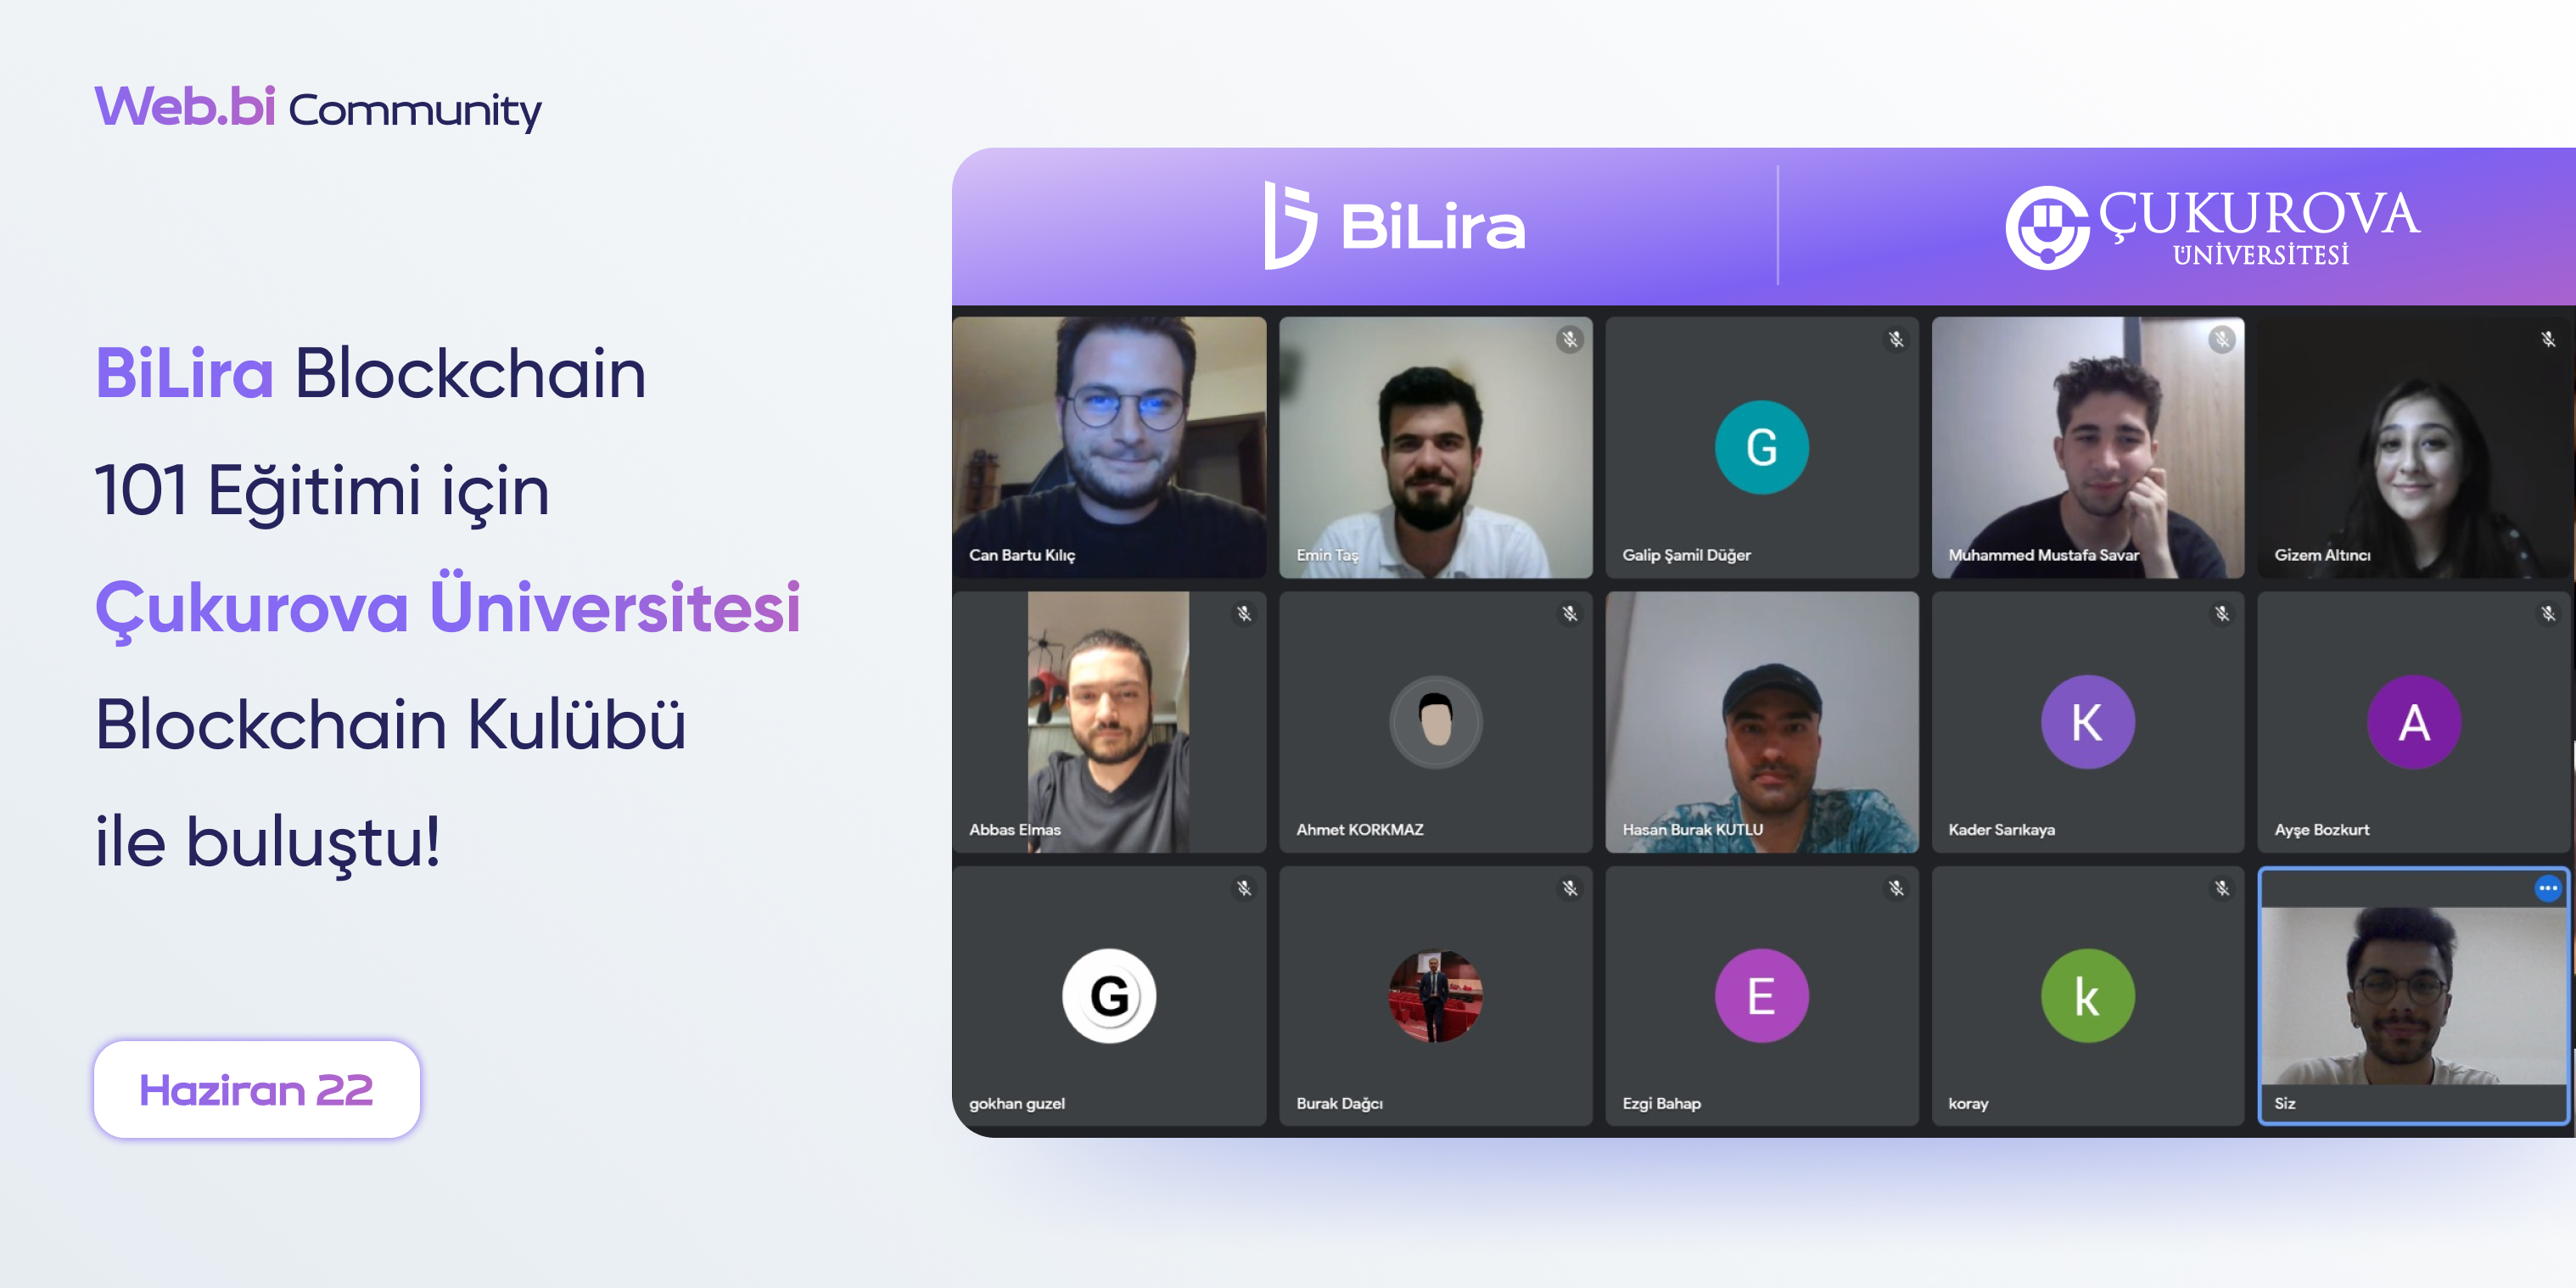 Web.bi Community
BiLira Blockchain
101 Eğitimi için
Çukurova Üniversitesi
Blockchain Kulübü
ile buluştu!
Haziran 22
BiLira
ÇUKUROVA
ÜNİVERSİTESİ
Can Bartu Kılıç
Emin Taş
G
Galip Şamil Düğer
Muhammed Mustafa Savar
Gizem Altıncı
Abbas Elmas
Ahmet KORKMAZ
Hasan Burak KUTLU
K
Kader Sarıkaya
A
Ayşe Bozkurt
G
gokhan guzel
Burak Dağcı
E
Ezgi Bahap
k
koray
Siz